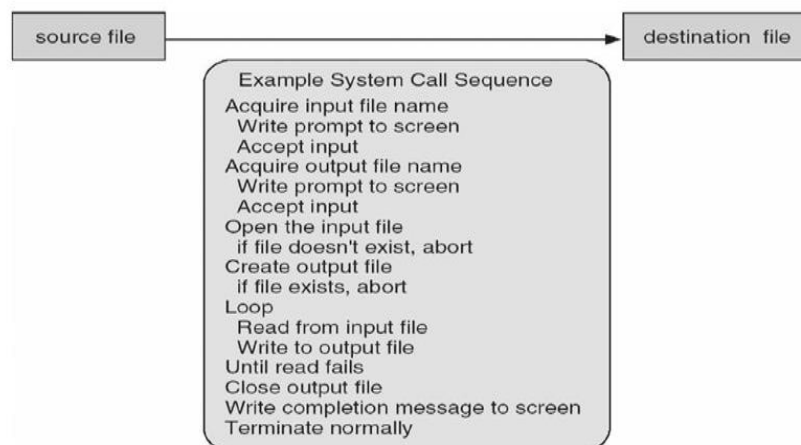 source file
destination file
Example System Call Sequence
Acquire input file name
Write prompt to screen
Accept input
Acquire output file name
Write prompt to screen
Accept input
Open the input file
if file doesn't exist, abort
Create output file
if file exists, abort
Loop
Read from input file
Write to output file
Until read fails
Close output file
Write completion message to screen
Terminate normally